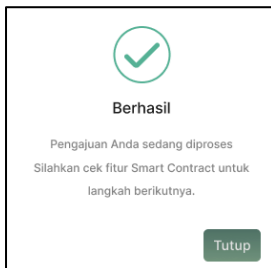 Berhasil
Pengajuan Anda sedang diproses
Silahkan cek fitur Smart Contract untuk
langkah berikutnya.
Tutup